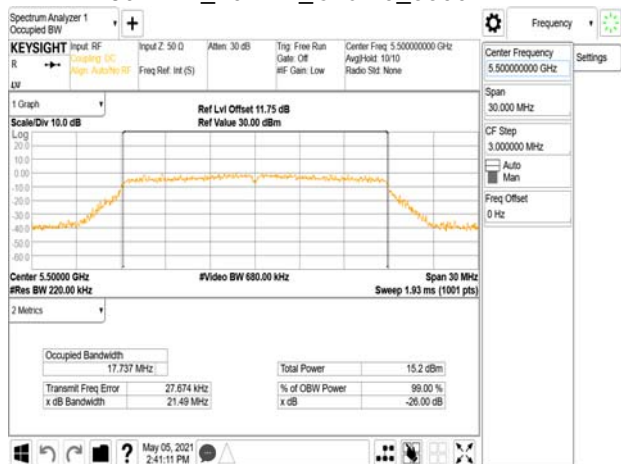 Spectrum Analyzer 1
Occupied BW
Frequency
KEYSIGHT
Input: RF
Coupling: DC
Align: Auto/No RF
Input Z: 50 Ω
Freq Ref: Int (S)
Atten: 30 dB
Trig: Free Run
Gate: Off
#IF Gain: Low
Center Freq: 5.500000000 GHz
Avg|Hold: 10/10
Radio Std: None
R
LVI
Center Frequency
5.500000000 GHz
Settings
Span
30.000 MHz
CF Step
3.000000 MHz
Auto
Man
Freq Offset
0 Hz
1 Graph
Scale/Div 10.0 dB
Ref Lvl Offset 11.75 dB
Ref Value 30.00 dBm
Log
20.0
10.0
0.00
-10.0
-20.0
-30.0
-40.0
-50.0
-60.0
Center 5.50000 GHz
#Res BW 220.00 kHz
#Video BW 680.00 kHz
Span 30 MHz
Sweep 1.93 ms (1001 pts)
2 Metrics
Occupied Bandwidth
17.737 MHz
Total Power 15.2 dBm
Transmit Freq Error 27.674 kHz
% of OBW Power 99.00 %
x dB Bandwidth 21.49 MHz
x dB -26.00 dB
?
May 05, 2021
2:41:11 PM